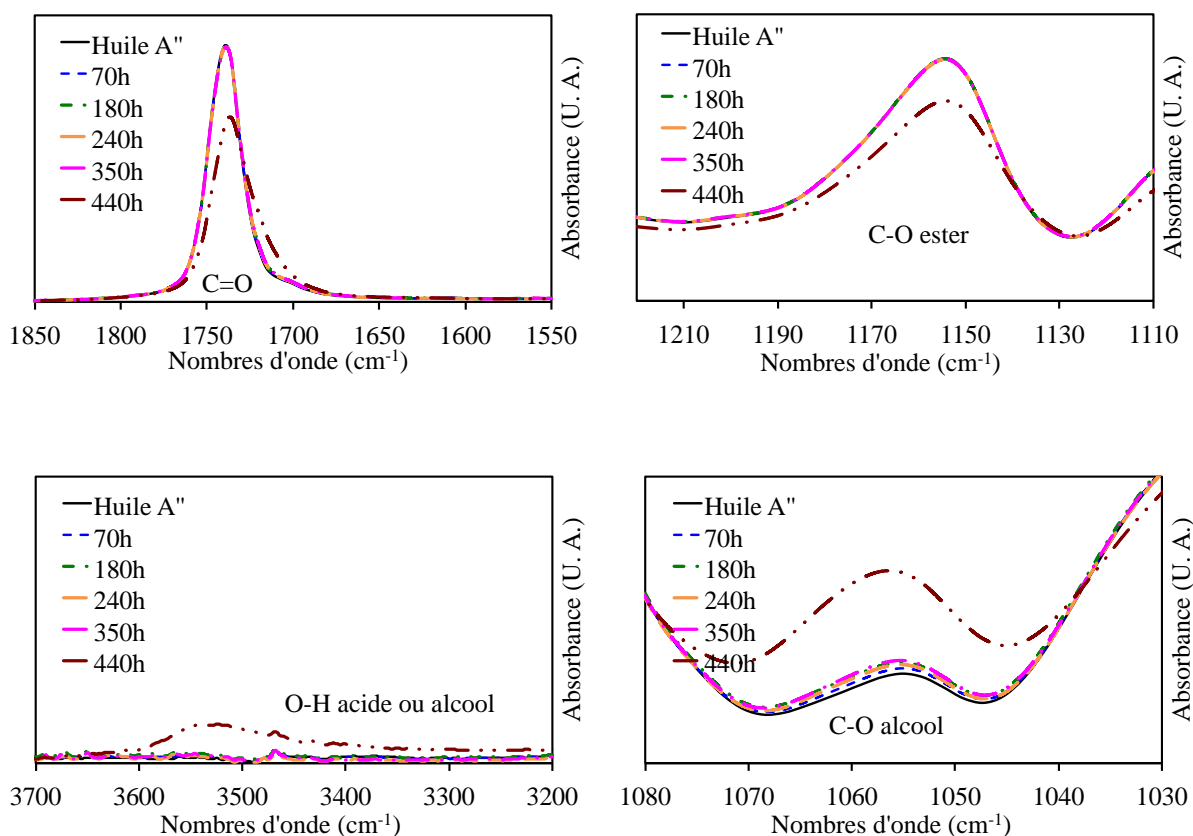 Huile A"
70h
180h
240h
350h
440h
C=O
1850 1800 1750 1700 1650 1600 1550
Nombres d'onde (cm-1)
Absorbance (U. A.)
Huile A"
70h
180h
240h
350h
440h
C-O ester
1210 1190 1170 1150 1130 1110
Nombres d'onde (cm-1)
Absorbance (U. A.)
Huile A"
70h
180h
240h
350h
440h
O-H acide ou alcool
3700 3600 3500 3400 3300 3200
Nombres d'onde (cm-1)
Absorbance (U. A.)
Huile A"
70h
180h
240h
350h
440h
C-O alcool
1080 1070 1060 1050 1040 1030
Nombres d'onde (cm-1)
Absorbance (U. A.)